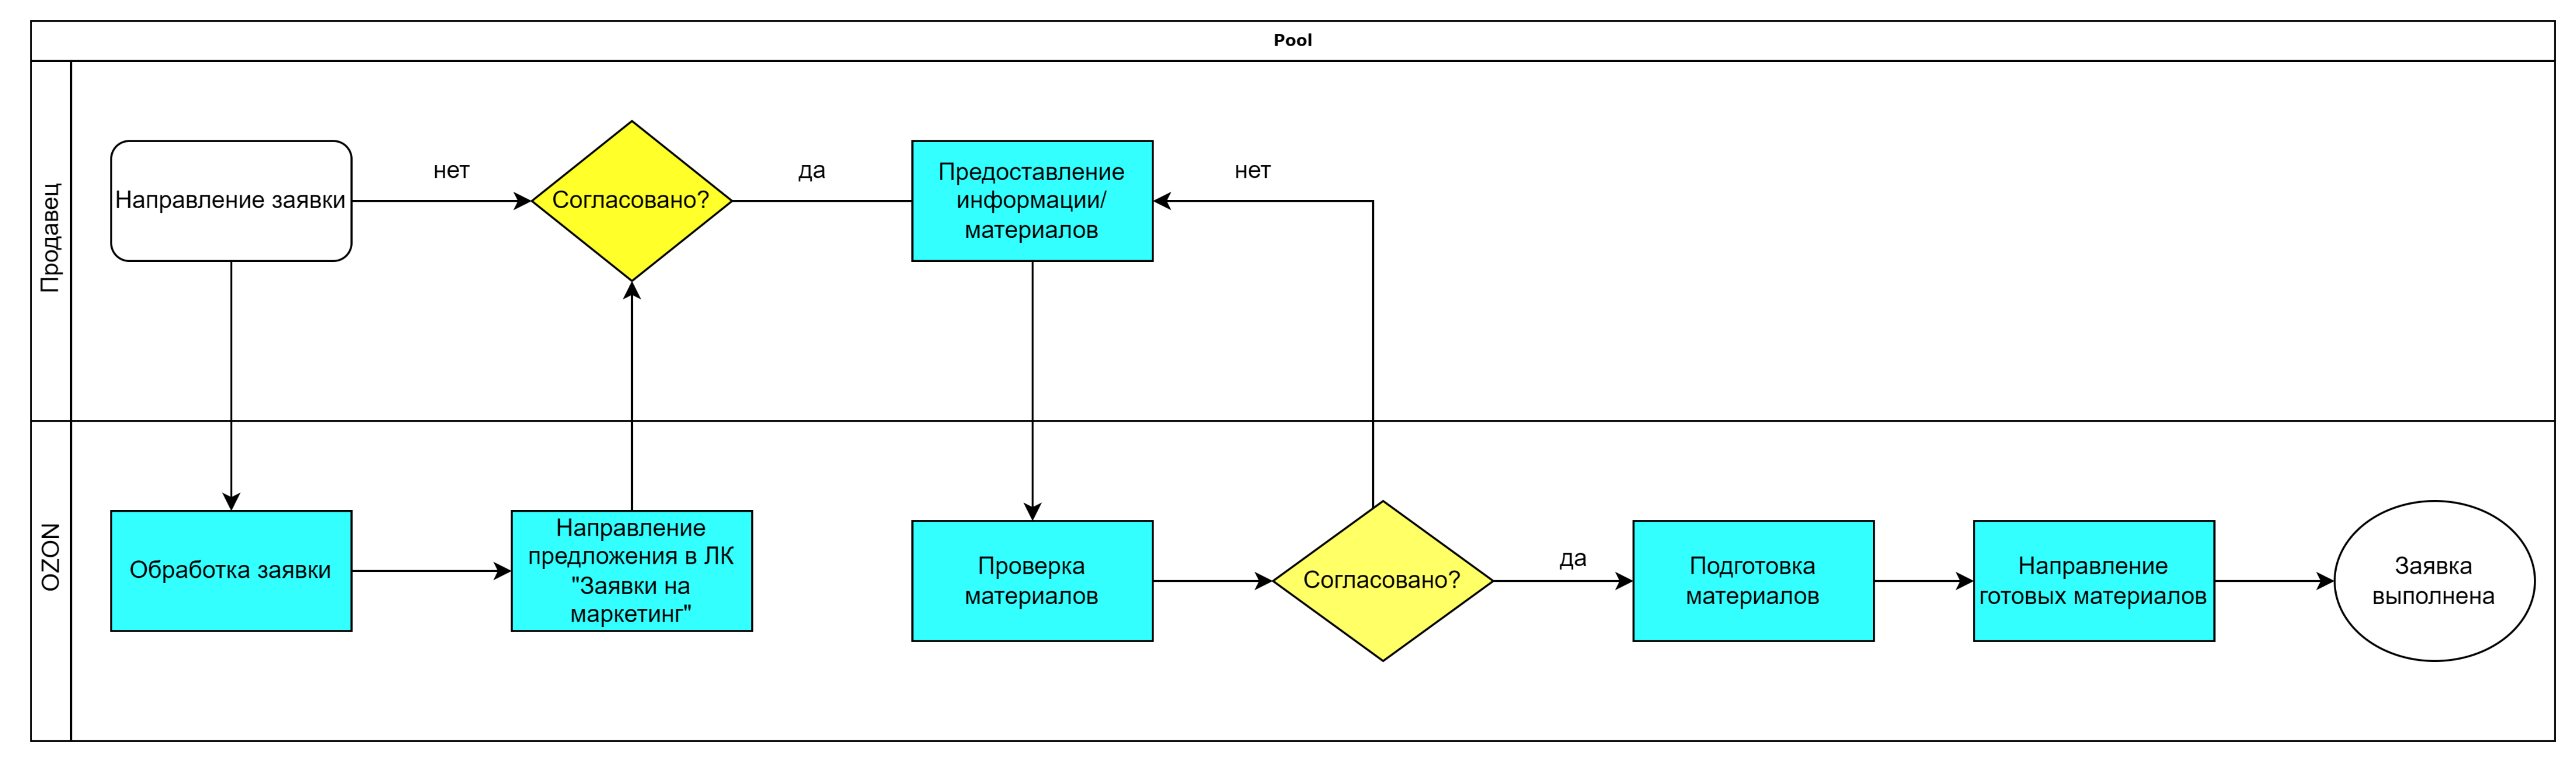 Pool
Продавец
Направление заявки
нет
Согласовано?
да
Предоставление
информации/
материалов
нет
OZON
Обработка заявки
Направление
предложения в ЛК
"Заявки на
маркетинг"
Проверка
материалов
Согласовано?
да
Подготовка
материалов
Направление
готовых материалов
Заявка
выполнена